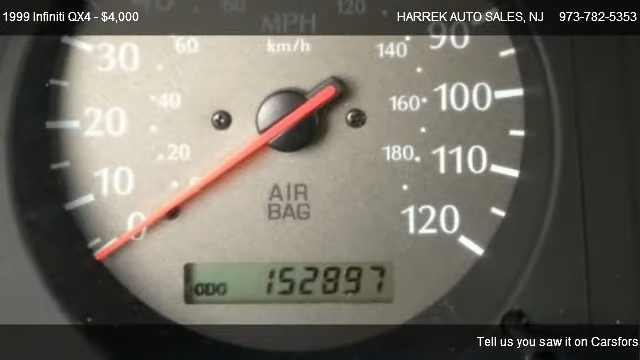 1999 Infiniti QX4 - $4,000 HARREK AUTO SALES, NJ 973-782-5353
120
MPH
km/h
30 60 140 90
20 40 160 100
10 20 180 110
0 120
AIR
BAG
ODO 152897
Tell us you saw it on Carsfors